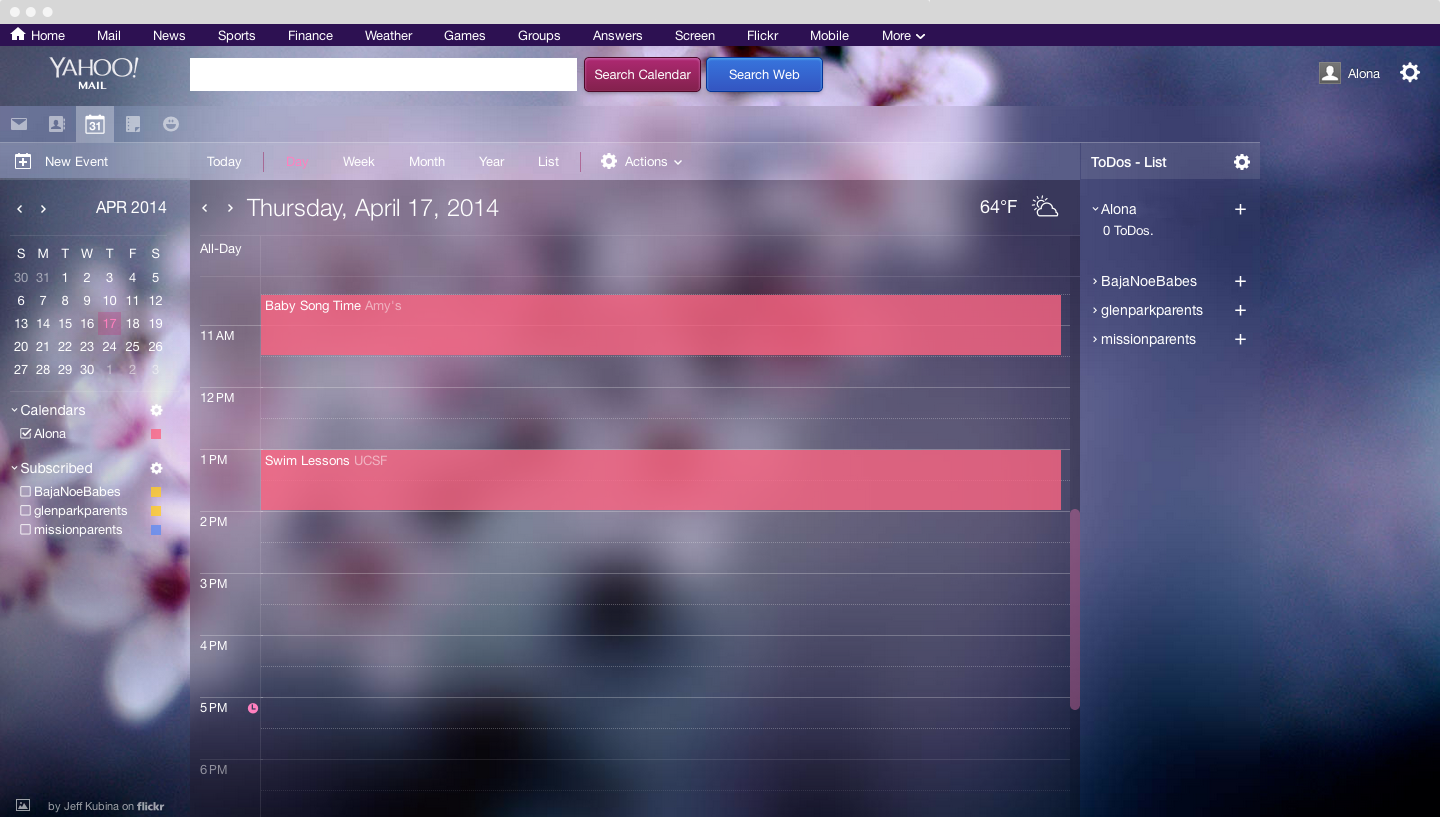 Home Mail News Sports Finance Weather Games Groups Answers Screen Flickr Mobile More
YAHOO!
MAIL
Search Calendar Search Web Alona
31
New Event Today Day Week Month Year List Actions ToDos - List
APR 2014 Thursday, April 17, 2014 64°F
S M T W T F S
30 31 1 2 3 4 5
6 7 8 9 10 11 12
13 14 15 16 17 18 19
20 21 22 23 24 25 26
27 28 29 30 1 2 3
Calendars
Alona
Subscribed
BajaNoeBabes
glenparkparents
missionparents
by Jeff Kubina on flickr
All-Day
Baby Song Time Amy's
11 AM
12 PM
1 PM Swim Lessons UCSF
2 PM
3 PM
4 PM
5 PM
6 PM
Alona
0 ToDos.
BajaNoeBabes
glenparkparents
missionparents